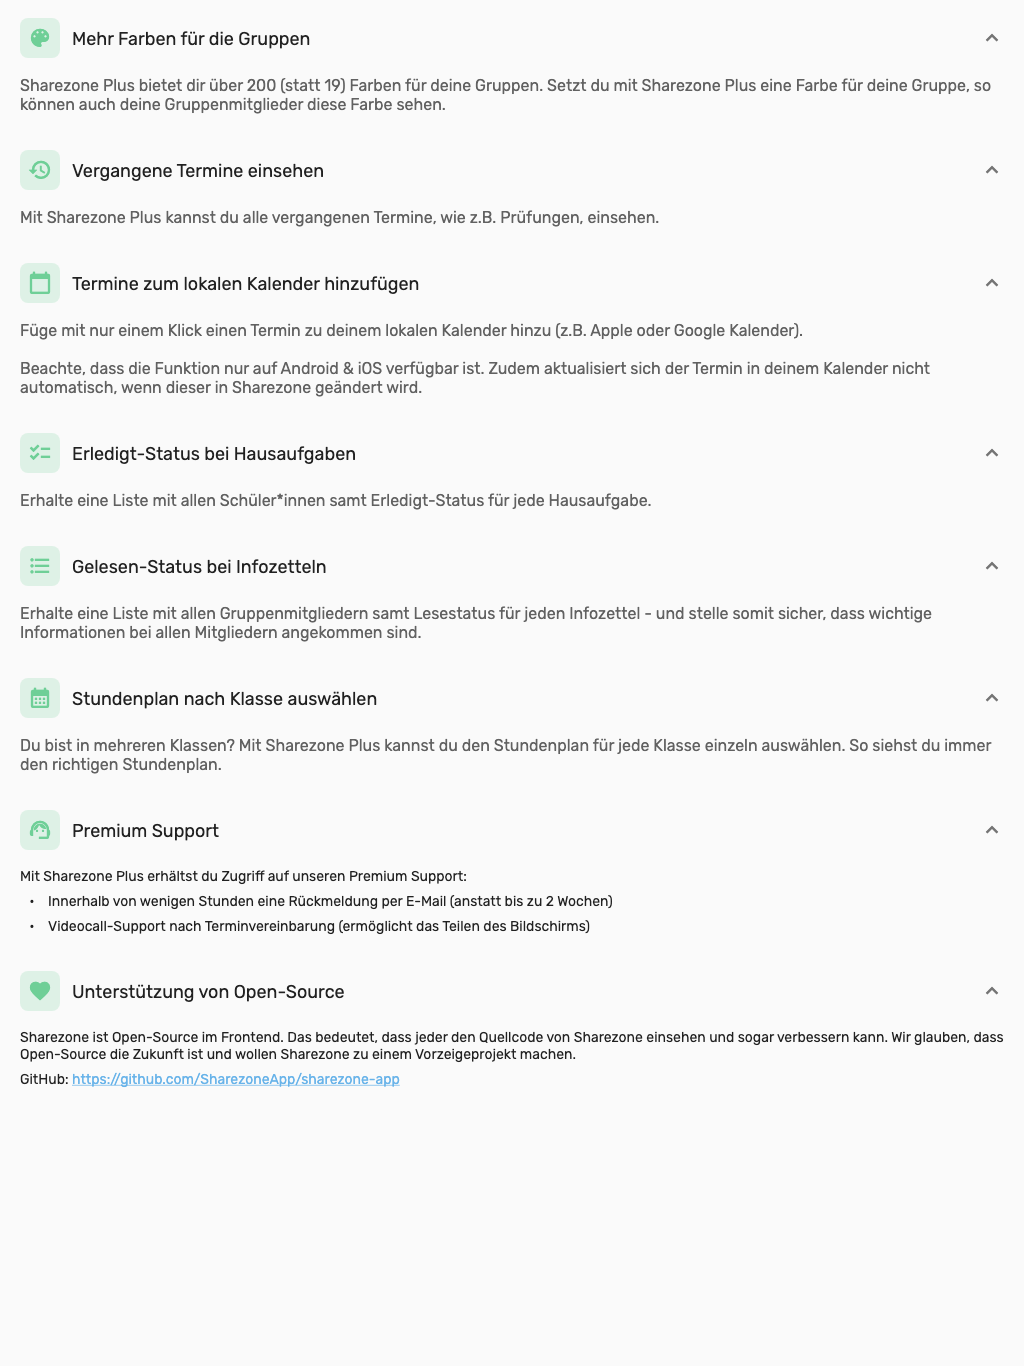 Mehr Farben für die Gruppen
Sharezone Plus bietet dir über 200 (statt 19) Farben für deine Gruppen. Setzt du mit Sharezone Plus eine Farbe für deine Gruppe, so
können auch deine Gruppenmitglieder diese Farbe sehen.
Vergangene Termine einsehen
Mit Sharezone Plus kannst du alle vergangenen Termine, wie z.B. Prüfungen, einsehen.
Termine zum lokalen Kalender hinzufügen
Füge mit nur einem Klick einen Termin zu deinem lokalen Kalender hinzu (z.B. Apple oder Google Kalender).
Beachte, dass die Funktion nur auf Android & iOS verfügbar ist. Zudem aktualisiert sich der Termin in deinem Kalender nicht
automatisch, wenn dieser in Sharezone geändert wird.
Erledigt-Status bei Hausaufgaben
Erhalte eine Liste mit allen Schüler*innen samt Erledigt-Status für jede Hausaufgabe.
Gelesen-Status bei Infozetteln
Erhalte eine Liste mit allen Gruppenmitgliedern samt Lesestatus für jeden Infozettel - und stelle somit sicher, dass wichtige
Informationen bei allen Mitgliedern angekommen sind.
Stundenplan nach Klasse auswählen
Du bist in mehreren Klassen? Mit Sharezone Plus kannst du den Stundenplan für jede Klasse einzeln auswählen. So siehst du immer
den richtigen Stundenplan.
Premium Support
Mit Sharezone Plus erhältst du Zugriff auf unseren Premium Support:
• Innerhalb von wenigen Stunden eine Rückmeldung per E-Mail (anstatt bis zu 2 Wochen)
• Videocall-Support nach Terminvereinbarung (ermöglicht das Teilen des Bildschirms)
Unterstützung von Open-Source
Sharezone ist Open-Source im Frontend. Das bedeutet, dass jeder den Quellcode von Sharezone einsehen und sogar verbessern kann. Wir glauben, dass
Open-Source die Zukunft ist und wollen Sharezone zu einem Vorzeigeprojekt machen.
GitHub: https://github.com/SharezoneApp/sharezone-app